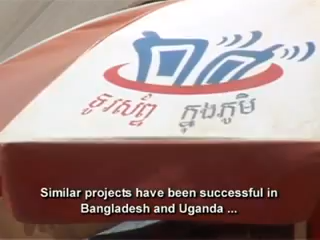 ទូរស័ព្ទ ក្នុងភូមិ
Similar projects have been successful in
Bangladesh and Uganda ...